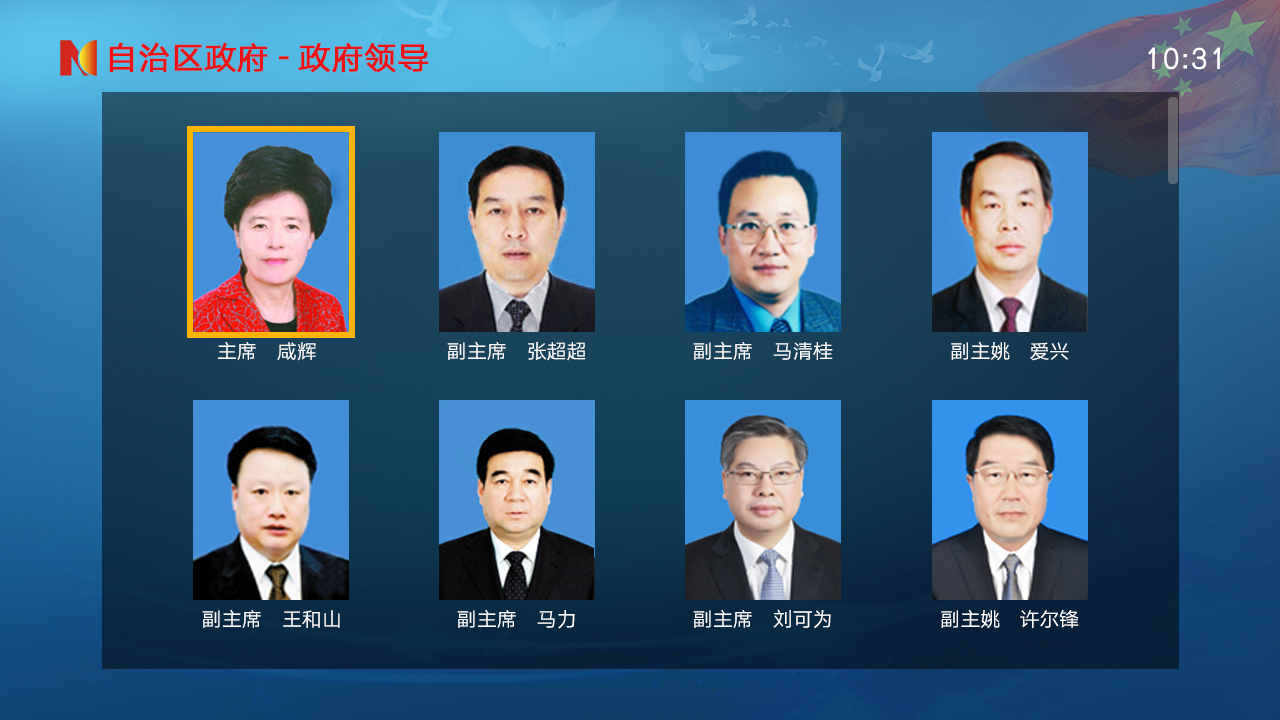 自治区政府 - 政府领导
10:31
主席 咸辉
副主席 张超超
副主席 马清桂
副主姚 爱兴
副主席 王和山
副主席 马力
副主席 刘可为
副主姚 许尔锋